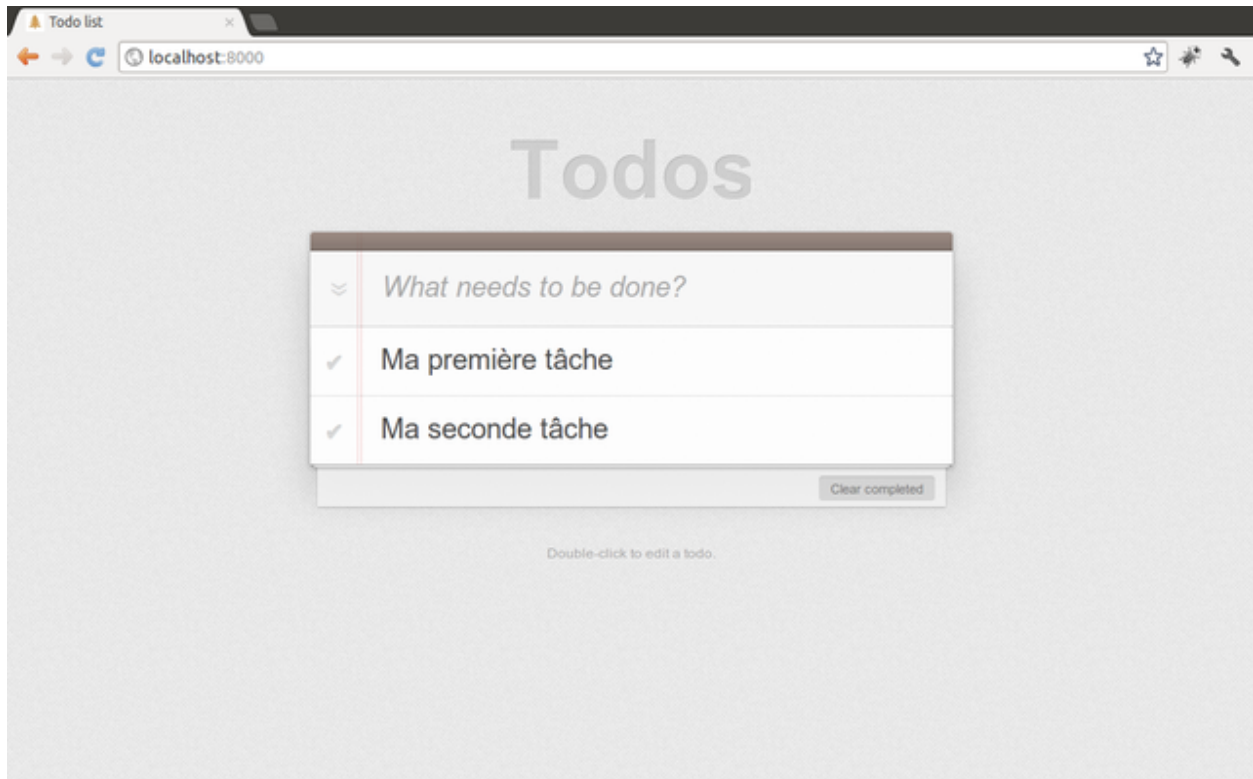 Todo list
localhost:8000
Todos
What needs to be done?
Ma première tâche
Ma seconde tâche
Clear completed
Double-click to edit a todo.